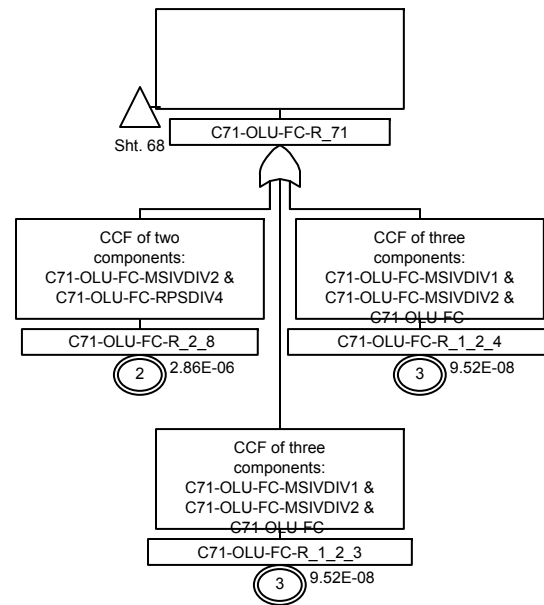 C71-OLU-FC-R_71
Sht. 68
CCF of two
components:
C71-OLU-FC-MSIVDIV2 &
C71-OLU-FC-RPSDIV4
C71-OLU-FC-R_2_8
2
2.86E-06
CCF of three
components:
C71-OLU-FC-MSIVDIV1 &
C71-OLU-FC-MSIVDIV2 &
C71-OLU-FC
C71-OLU-FC-R_1_2_4
3
9.52E-08
CCF of three
components:
C71-OLU-FC-MSIVDIV1 &
C71-OLU-FC-MSIVDIV2 &
C71-OLU-FC
C71-OLU-FC-R_1_2_3
3
9.52E-08